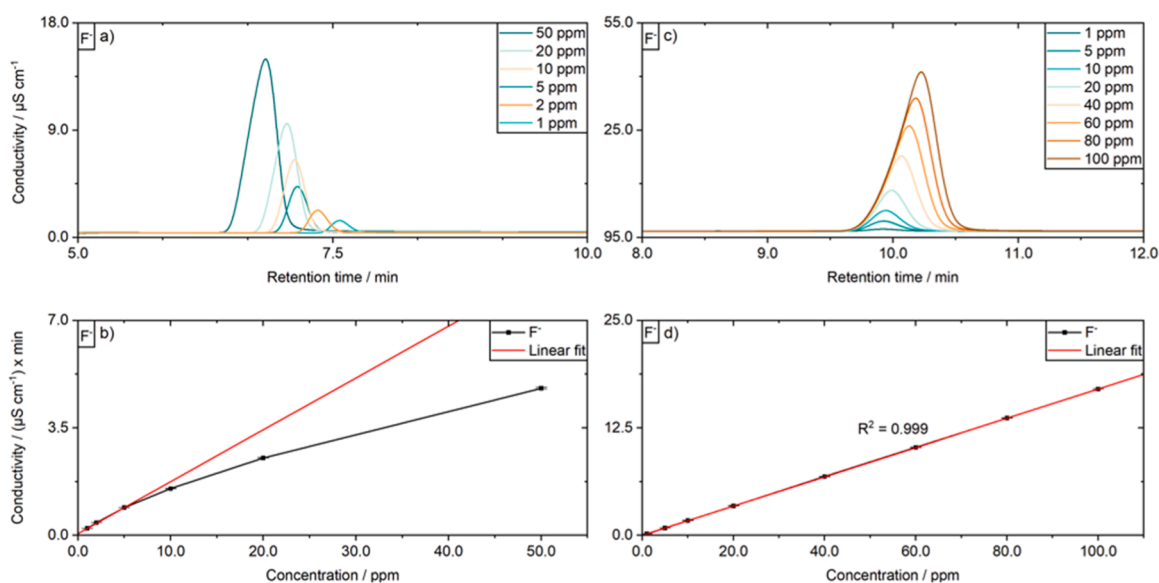 18.0
9.0
0.0
Conductivity / µS cm⁻¹
F⁻ a)
50 ppm
20 ppm
10 ppm
5 ppm
2 ppm
1 ppm
5.0 7.5 10.0
Retention time / min
55.0
25.0
95.0
F⁻ c)
1 ppm
5 ppm
10 ppm
20 ppm
40 ppm
60 ppm
80 ppm
100 ppm
8.0 9.0 10.0 11.0 12.0
Retention time / min
7.0
3.5
0.0
Conductivity / (µS cm⁻¹) x min
F⁻ b)
F⁻
Linear fit
0.0 10.0 20.0 30.0 40.0 50.0
Concentration / ppm
25.0
12.5
0.0
F⁻ d)
F⁻
Linear fit
R² = 0.999
0.0 20.0 40.0 60.0 80.0 100.0
Concentration / ppm